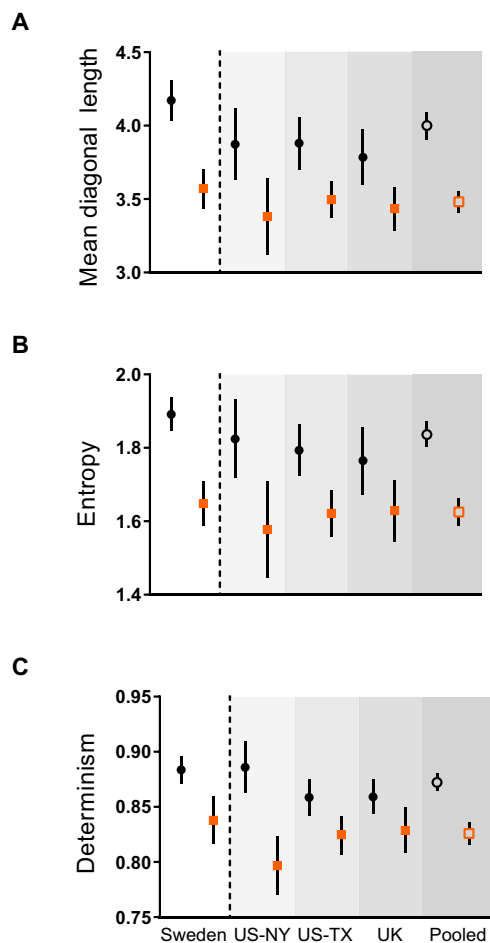 A
Mean diagonal length
4.5
4.0
3.5
3.0
B
Entropy
2.0
1.8
1.6
1.4
C
Determinism
0.95
0.90
0.85
0.80
0.75
Sweden US-NY US-TX UK Pooled